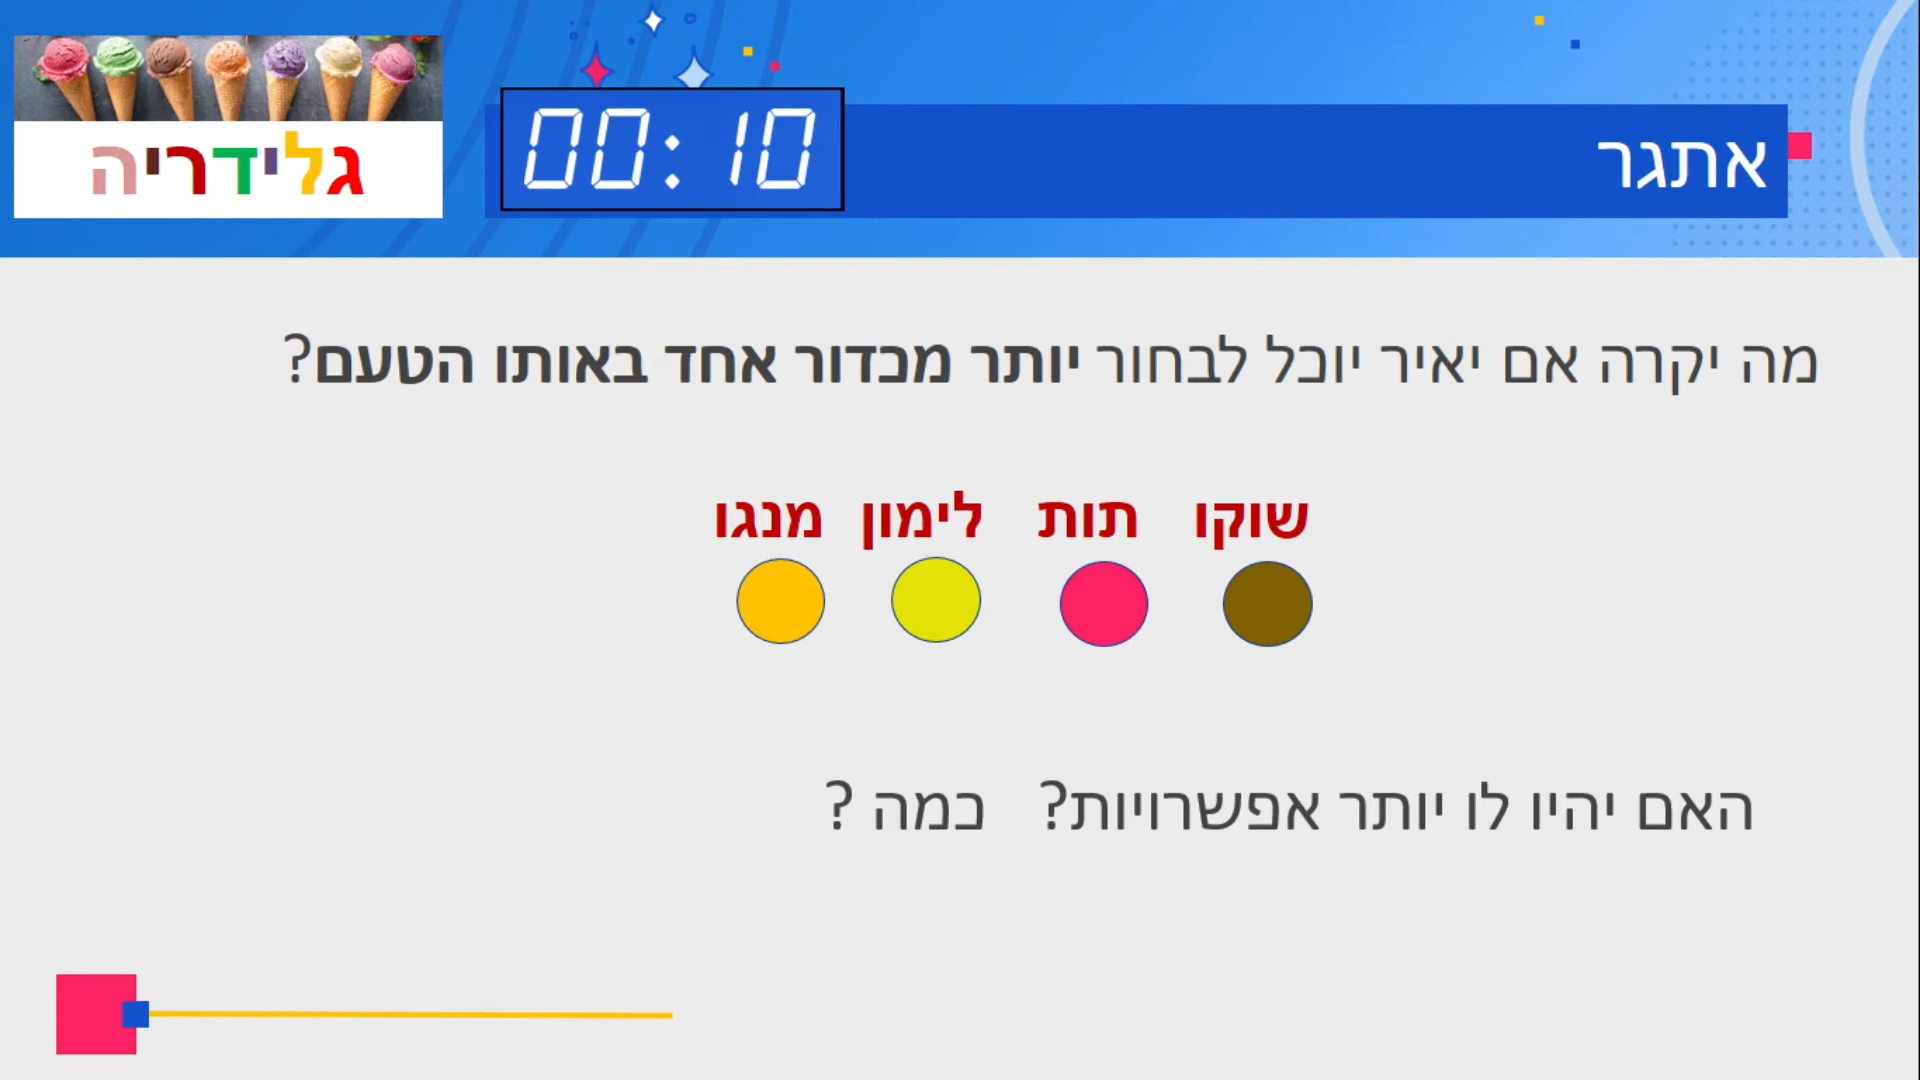 גלידריה
00:10
אתגר
מה יקרה אם יאיר יוכל לבחור יותר מכדור אחד באותו הטעם?
שוקו תות לימון מנגו
האם יהיו לו יותר אפשרויות? כמה ?